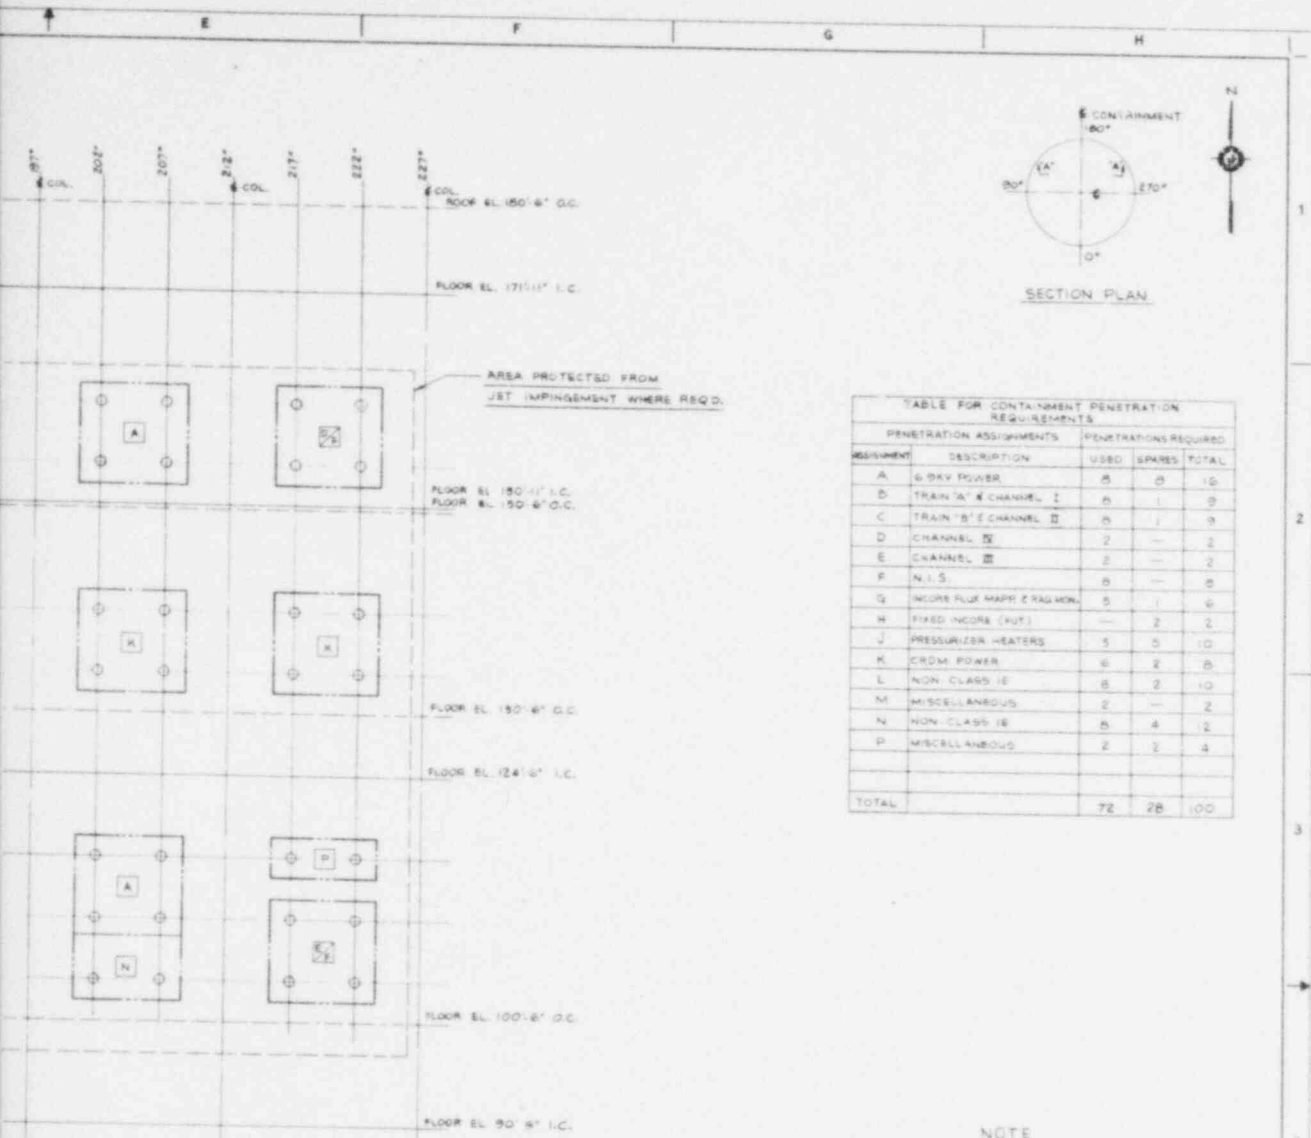 E F G H
N
℄ CONTAINMENT
180°
"A" "A"
90° 270°
℄
0°
SECTION PLAN
1
197° 202° 207° 212° 217° 222° 227°
℄ COL. ℄ COL. ℄ COL.
ROOF EL. 180'-6" O.C.
FLOOR EL. 171'-11" I.C.
AREA PROTECTED FROM
JET IMPINGEMENT WHERE REQD.
A
FLOOR EL 150'-11" I.C.
FLOOR EL. 150'-6" O.C.
2
K K
FLOOR EL. 130'-6" O.C.
FLOOR EL. 124'-6" I.C.
A P
N
FLOOR EL. 100'-6" O.C.
FLOOR EL 90' I.C.
TABLE FOR CONTAINMENT PENETRATION
REQUIREMENTS
PENETRATION ASSIGNMENTS PENETRATIONS REQUIRED
ASSIGNMENT DESCRIPTION USED SPARES TOTAL
A 6.9KV POWER 8 8 16
B TRAIN "A" & CHANNEL I 8 1 9
C TRAIN "B" & CHANNEL II 8 1 9
D CHANNEL IV 2 — 2
E CHANNEL III 2 — 2
F N.I.S. 8 — 8
G INCORE FLUX MAPP. & RAD. MON. 5 1 6
H FIXED INCORE (FUT.) — 2 2
J PRESSURIZER HEATERS 5 5 10
K CRDM POWER 6 2 8
L NON CLASS 1E 8 2 10
M MISCELLANEOUS 2 — 2
N NON CLASS 1E 8 4 12
P MISCELLANEOUS 2 2 4
TOTAL 72 28 100
3
NOTE